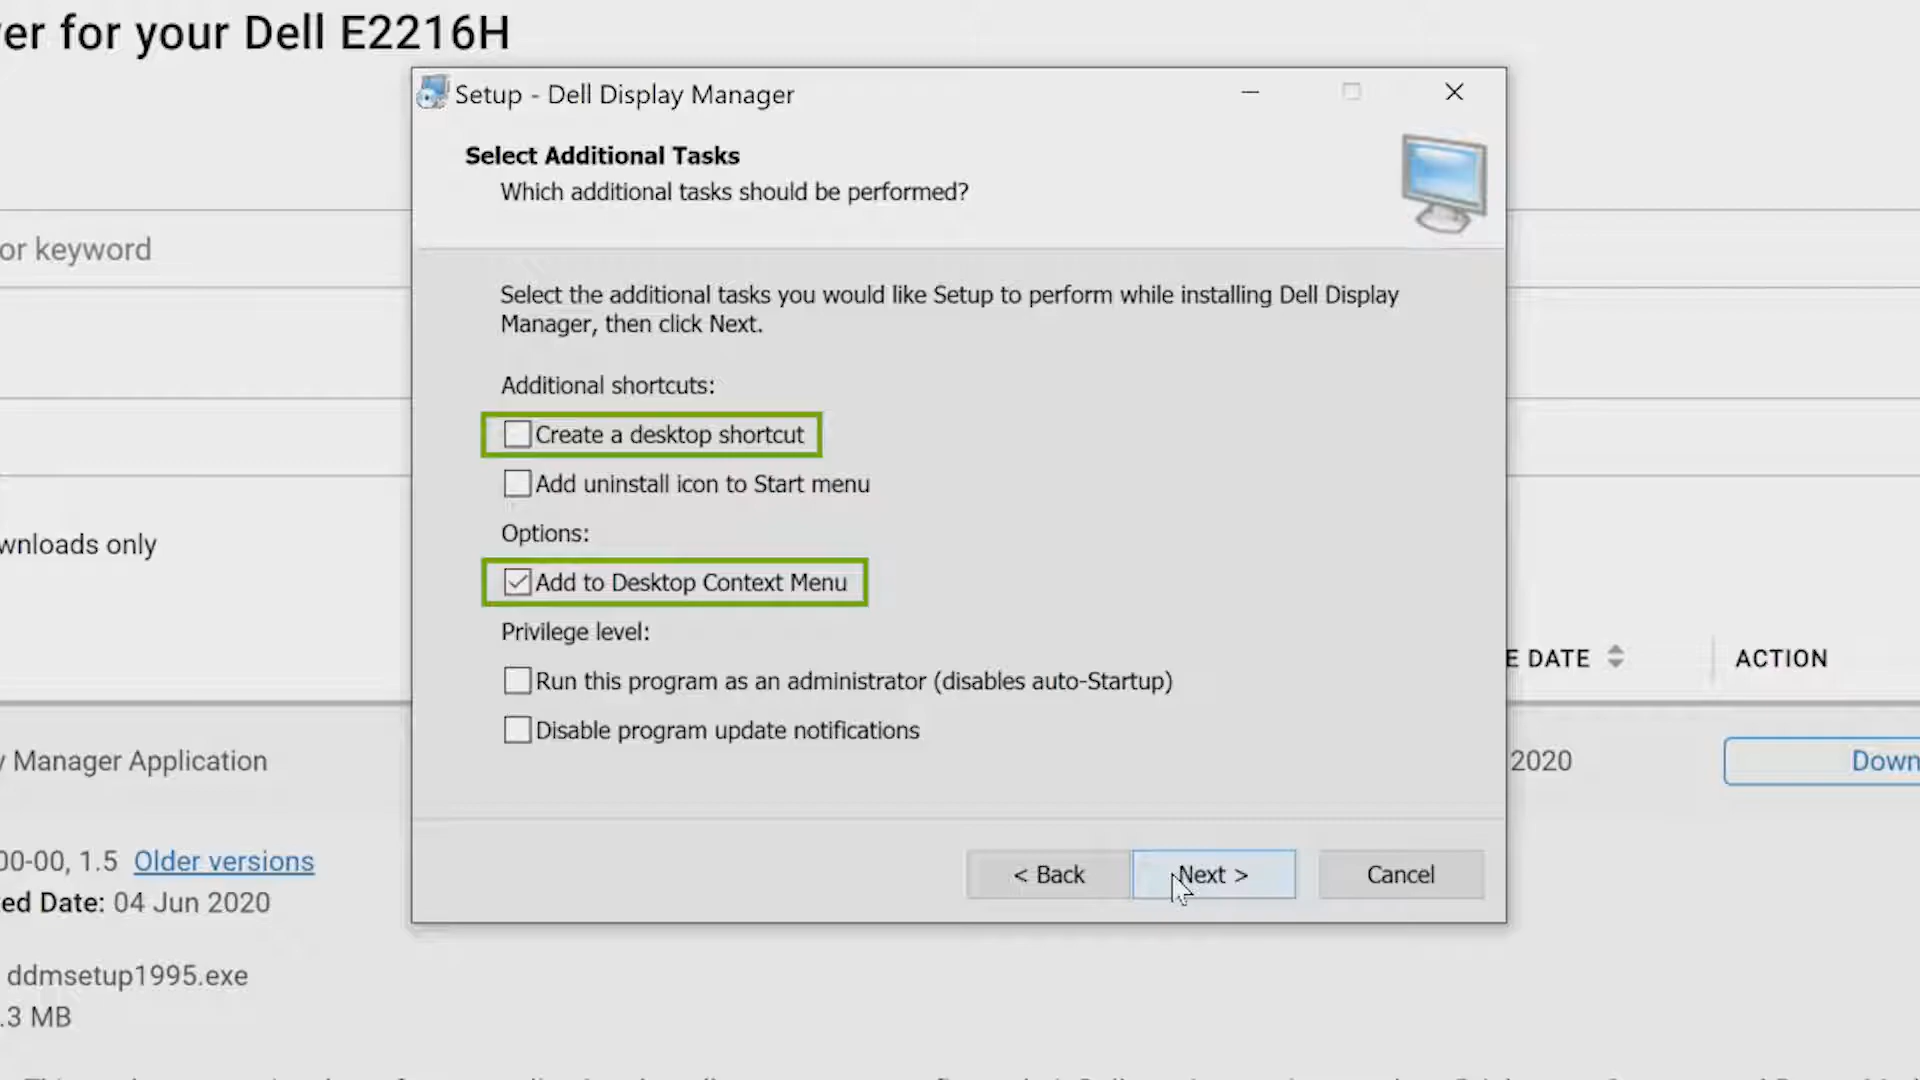 er for your Dell E2216H
Setup - Dell Display Manager
Select Additional Tasks
Which additional tasks should be performed?
or keyword
Select the additional tasks you would like Setup to perform while installing Dell Display
Manager, then click Next.
Additional shortcuts:
Create a desktop shortcut
Add uninstall icon to Start menu
Options:
wnloads only
Add to Desktop Context Menu
Privilege level:
E DATE ACTION
Run this program as an administrator (disables auto-Startup)
Disable program update notifications
y Manager Application
2020
Down
00-00, 1.5 Older versions
< Back Next > Cancel
ed Date: 04 Jun 2020
ddmsetup1995.exe
.3 MB